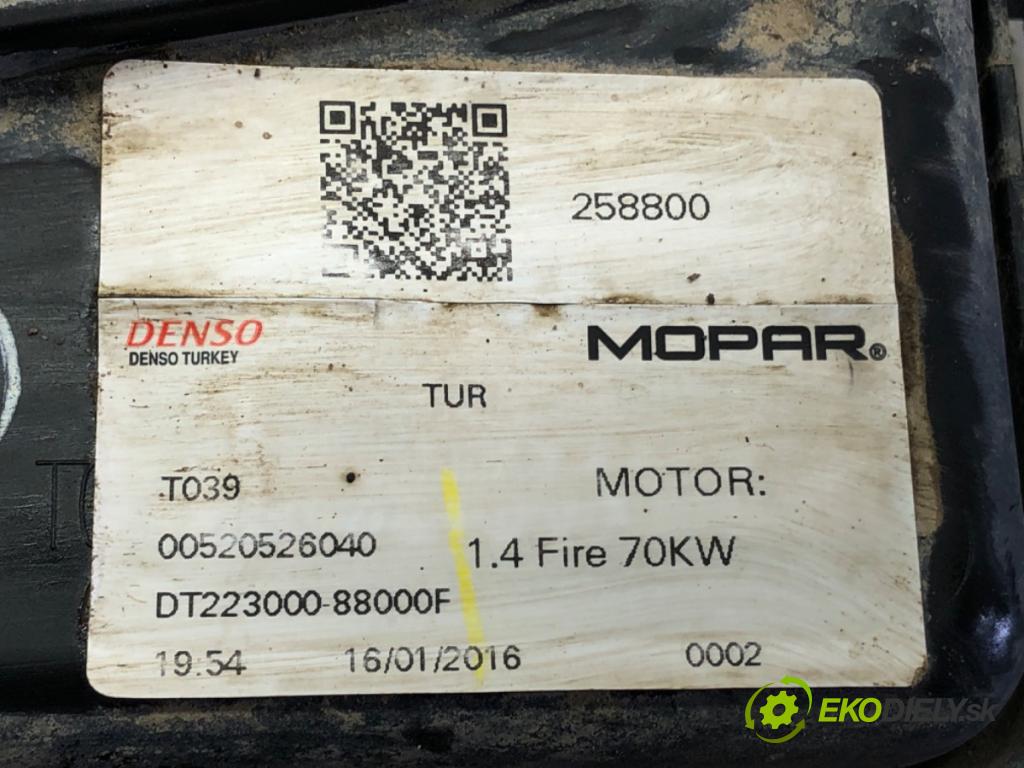 258800
DENSO
DENSO TURKEY
MOPAR®
TUR
T039
MOTOR:
00520526040
1.4 Fire 70KW
DT223000-88000F
19:54 16/01/2016 0002
EKODIELY.sk